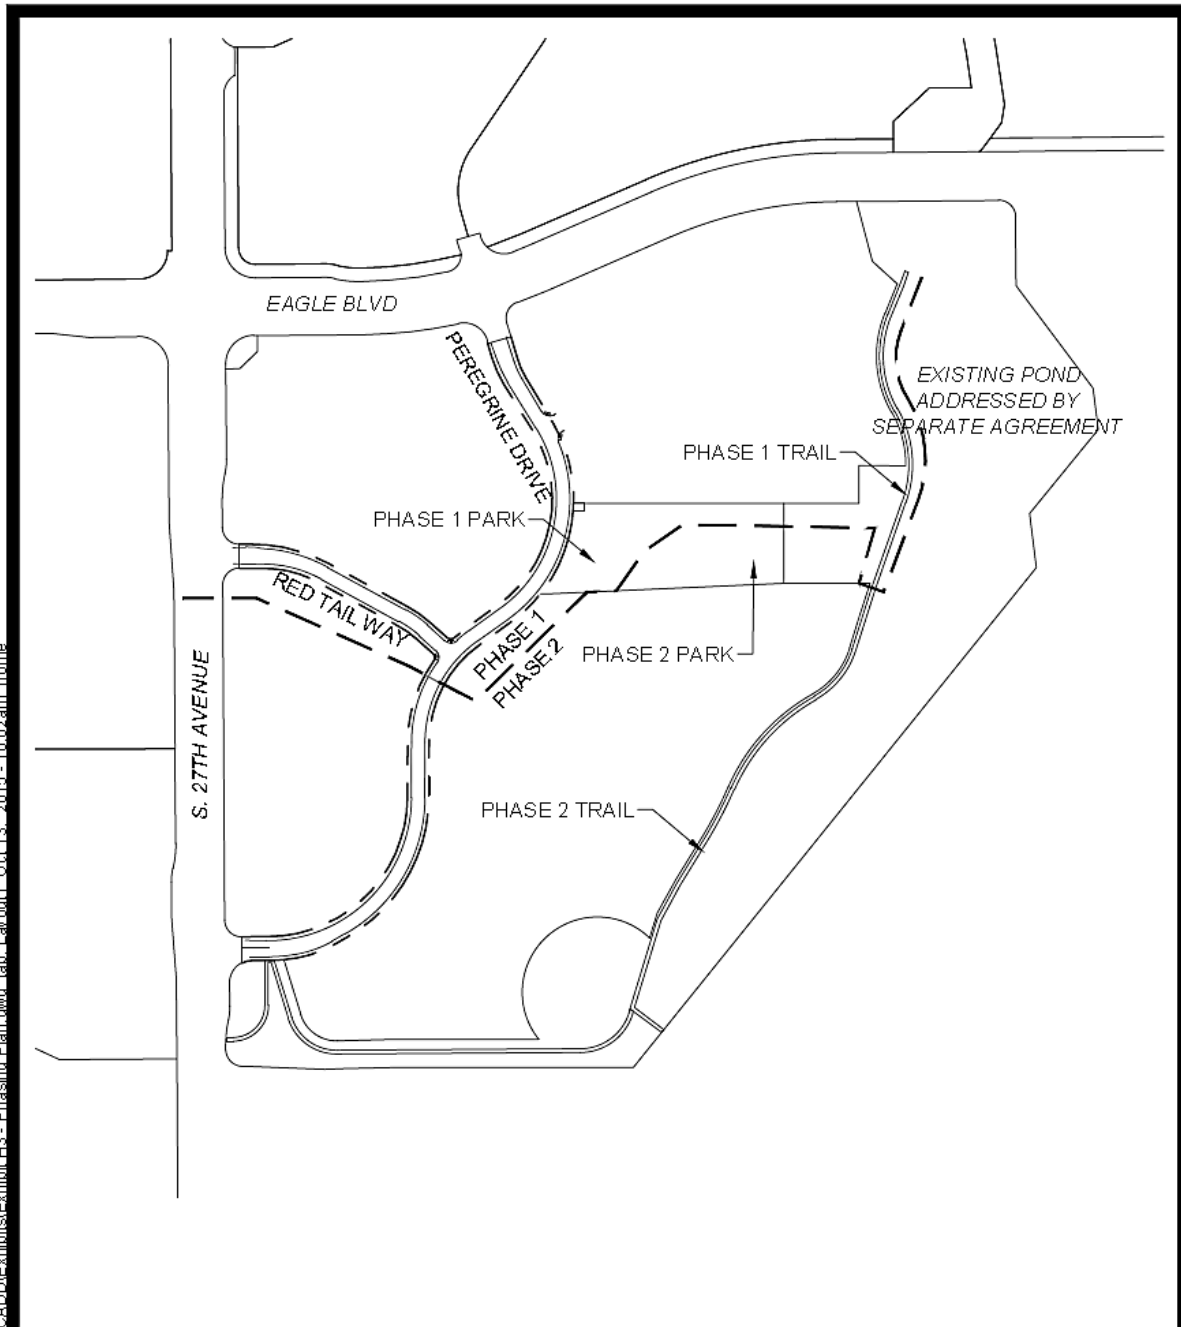 EAGLE BLVD
PEREGRINE DRIVE
EXISTING POND
ADDRESSED BY
SEPARATE AGREEMENT
PHASE 1 TRAIL
PHASE 1 PARK
RED TAIL WAY
PHASE 1
PHASE 2
PHASE 2 PARK
S. 27TH AVENUE
PHASE 2 TRAIL